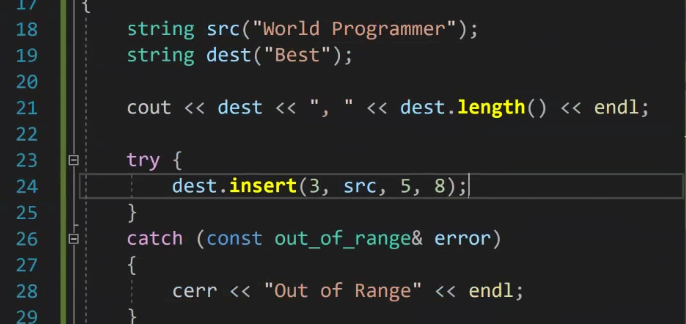 17 {
18 string src("World Programmer");
19 string dest("Best");
20
21 cout << dest << ", " << dest.length() << endl;
22
23 try {
24 dest.insert(3, src, 5, 8);
25 }
26 catch (const out_of_range& error)
27 {
28 cerr << "Out of Range" << endl;
29 }